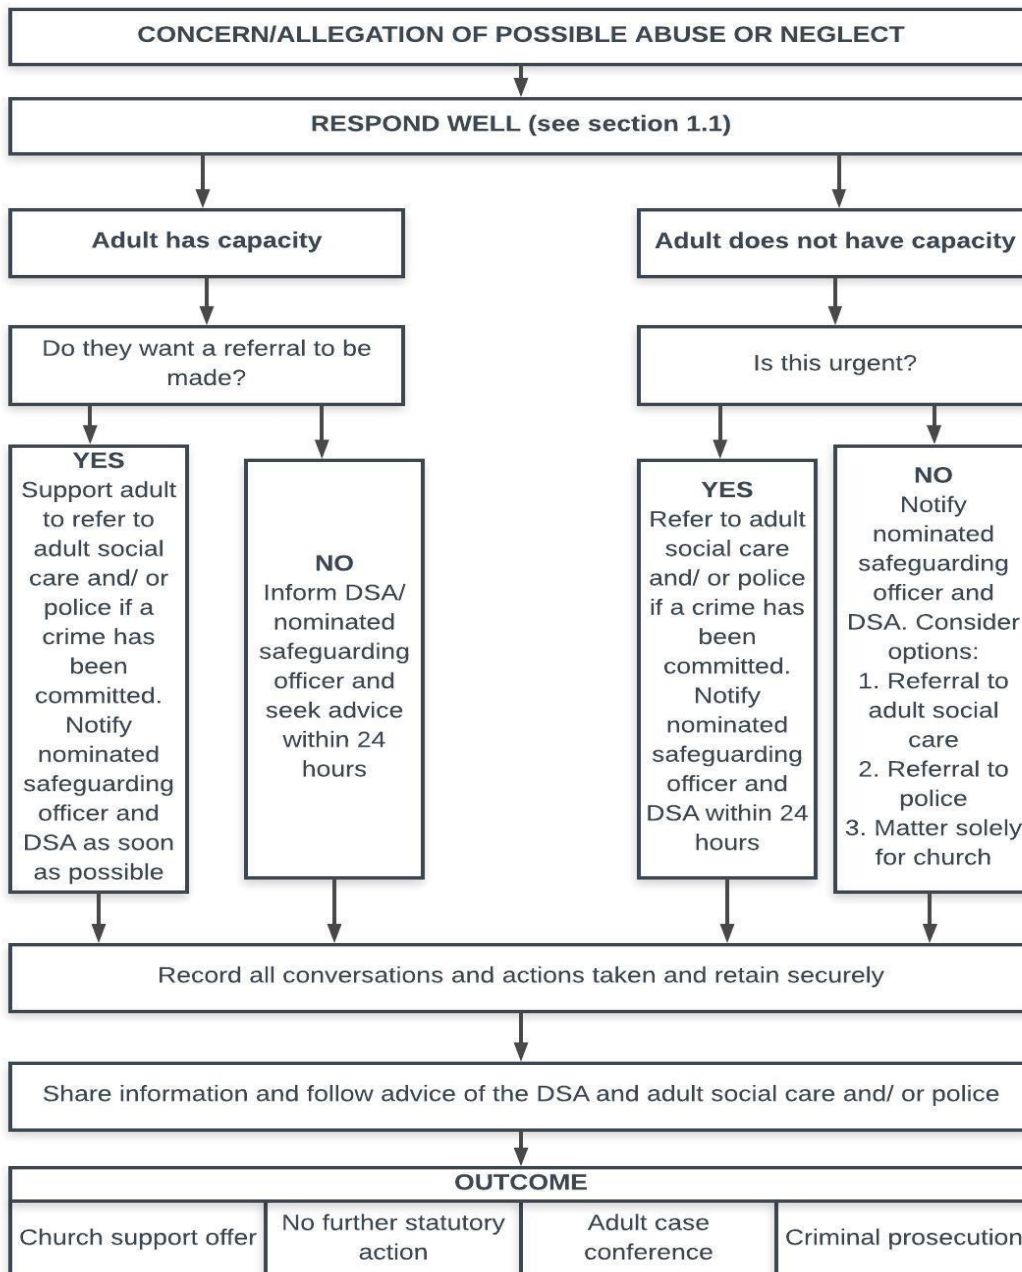 CONCERN/ALLEGATION OF POSSIBLE ABUSE OR NEGLECT
RESPOND WELL (see section 1.1)
Adult has capacity
Adult does not have capacity
Do they want a referral to be
made?
Is this urgent?
YES
Support adult
to refer to
adult social
care and/ or
police if a
crime has
been
committed.
Notify
nominated
safeguarding
officer and
DSA as soon
as possible
NO
Inform DSA/
nominated
safeguarding
officer and
seek advice
within 24
hours
YES
Refer to adult
social care
and/ or police
if a crime has
been
committed.
Notify
nominated
safeguarding
officer and
DSA within 24
hours
NO
Notify
nominated
safeguarding
officer and
DSA. Consider
options:
1. Referral to
adult social
care
2. Referral to
police
3. Matter solely
for church
Record all conversations and actions taken and retain securely
Share information and follow advice of the DSA and adult social care and/ or police
OUTCOME
Church support offer
No further statutory
action
Adult case
conference
Criminal prosecution